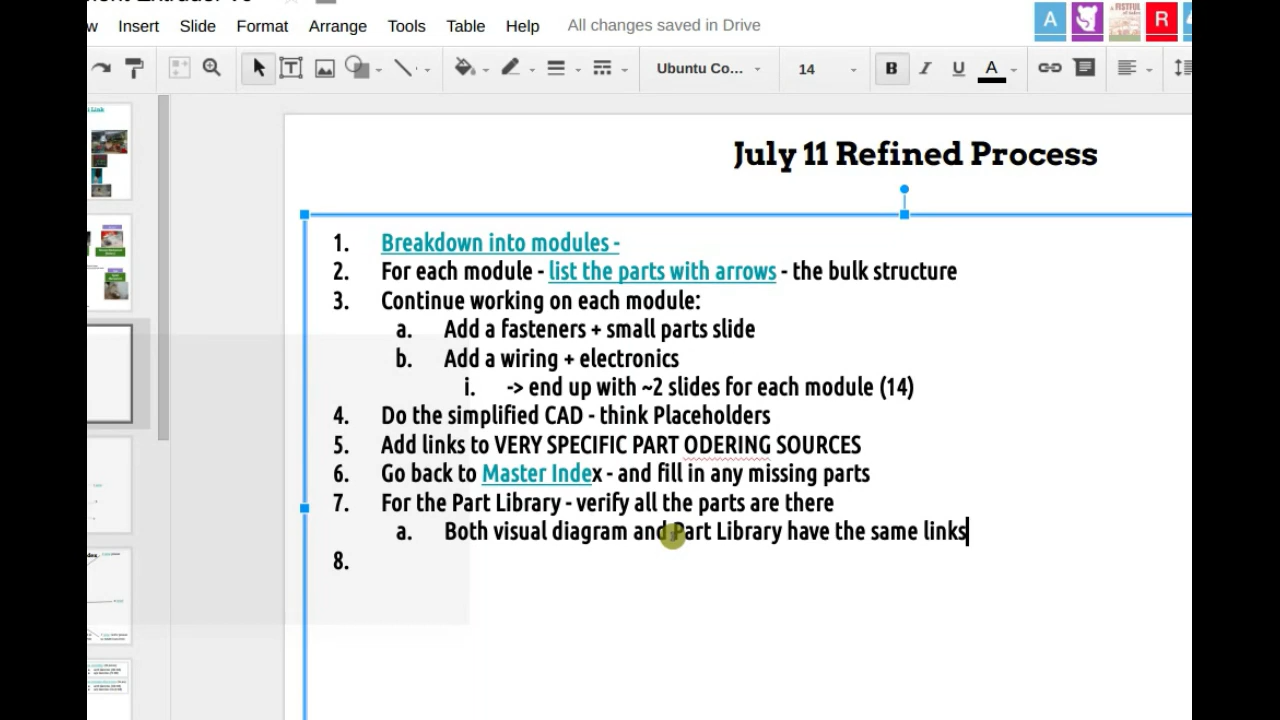 w Insert Slide Format Arrange Tools Table Help All changes saved in Drive
A R
Ubuntu Co... 14 B I U A
July 11 Refined Process
1. Breakdown into modules -
2. For each module - list the parts with arrows - the bulk structure
3. Continue working on each module:
a. Add a fasteners + small parts slide
b. Add a wiring + electronics
i. -> end up with ~2 slides for each module (14)
4. Do the simplified CAD - think Placeholders
5. Add links to VERY SPECIFIC PART ODERING SOURCES
6. Go back to Master Index - and fill in any missing parts
7. For the Part Library - verify all the parts are there
a. Both visual diagram and Part Library have the same links
8.